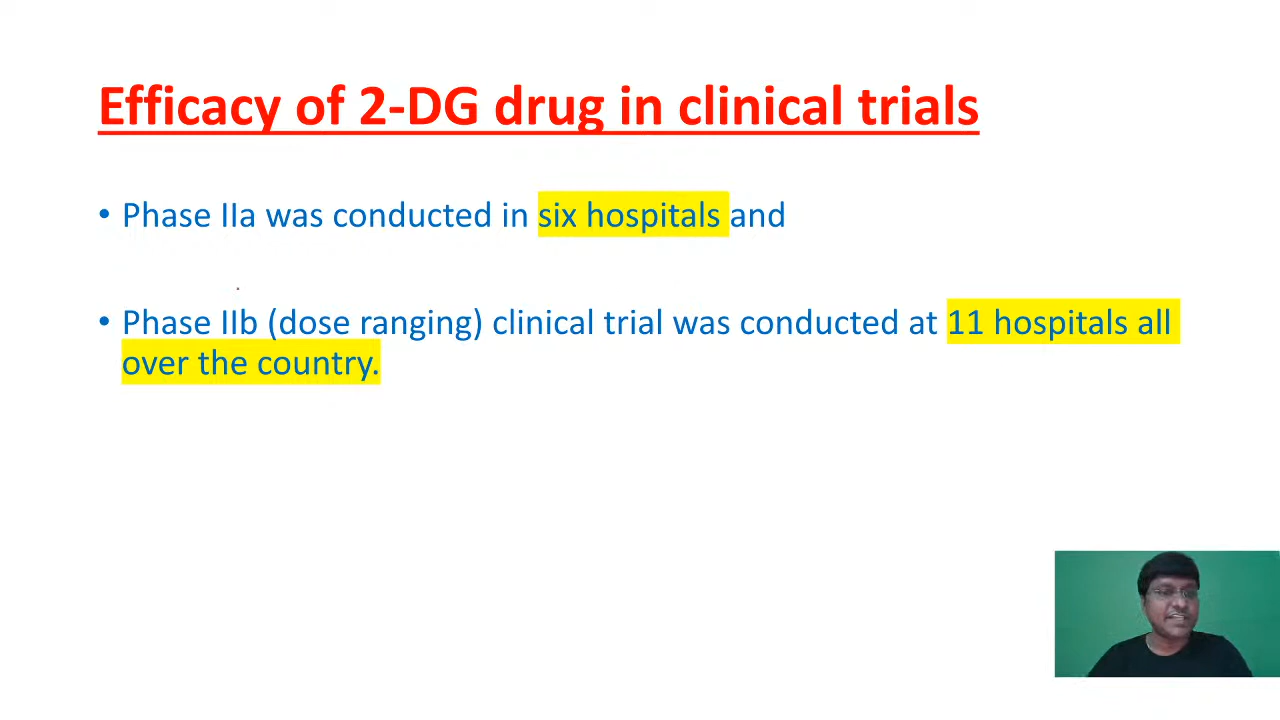 Efficacy of 2-DG drug in clinical trials
• Phase IIa was conducted in six hospitals and
• Phase IIb (dose ranging) clinical trial was conducted at 11 hospitals all
over the country.